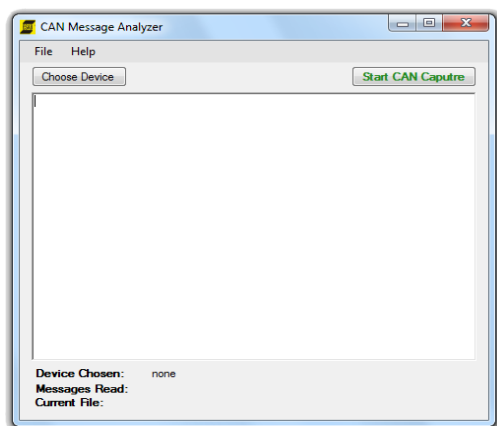 CAN Message Analyzer
File Help
Choose Device Start CAN Caputre
Device Chosen: none
Messages Read:
Current File: